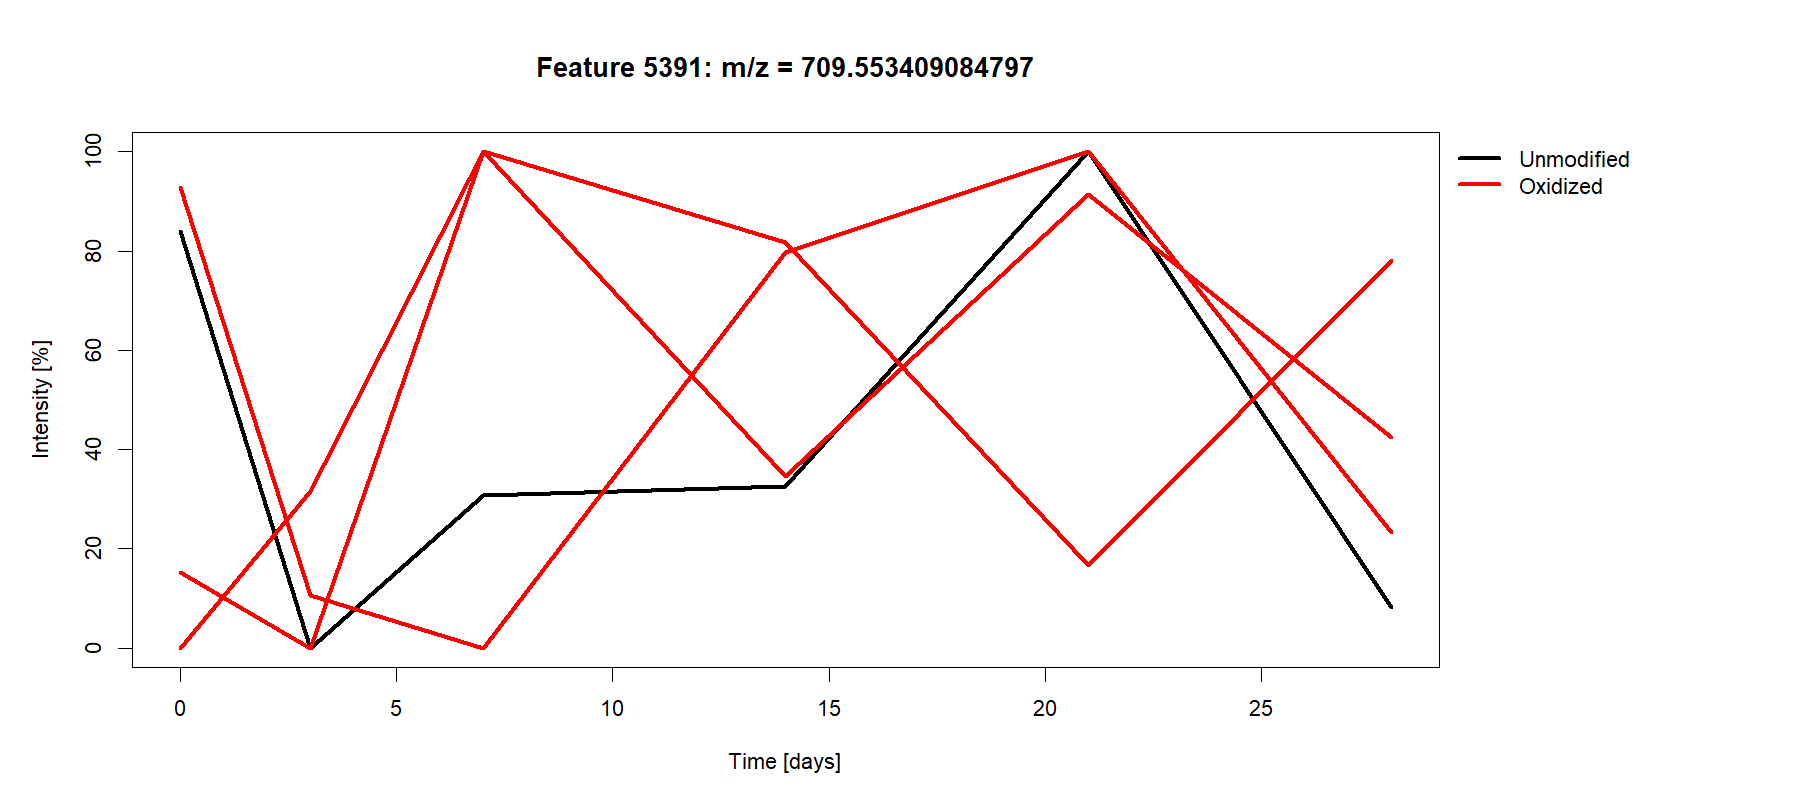 Feature 5391: m/z = 709.553409084797
Unmodified
Oxidized
Intensity [%]
100
80
60
40
20
0
0 5 10 15 20 25
Time [days]